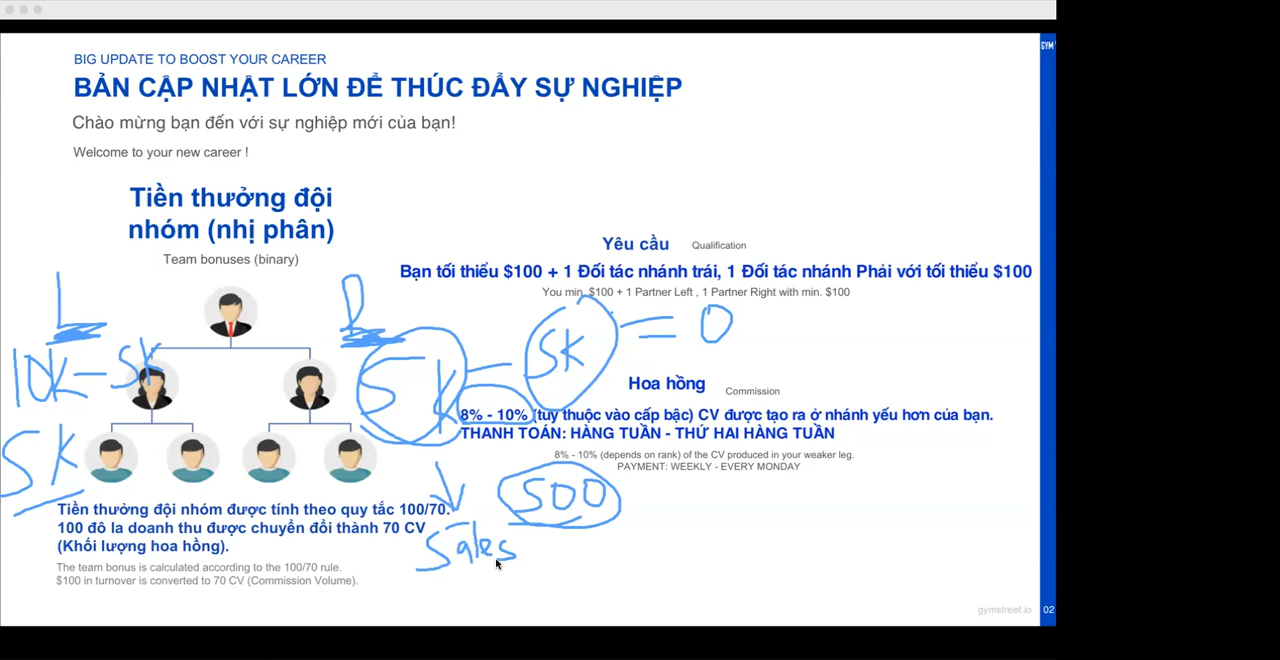 GYM
BIG UPDATE TO BOOST YOUR CAREER
BẢN CẬP NHẬT LỚN ĐỂ THÚC ĐẨY SỰ NGHIỆP
Chào mừng bạn đến với sự nghiệp mới của bạn!
Welcome to your new career !
Tiền thưởng đội
nhóm (nhị phân)
Team bonuses (binary)
Yêu cầu Qualification
Bạn tối thiểu $100 + 1 Đối tác nhánh trái, 1 Đối tác nhánh Phải với tối thiểu $100
You min. $100 + 1 Partner Left , 1 Partner Right with min. $100
L
R
10K - 5K
5K - 5K = 0
Hoa hồng Commission
8% - 10% (tùy thuộc vào cấp bậc) CV được tạo ra ở nhánh yếu hơn của bạn.
THANH TOÁN: HÀNG TUẦN - THỨ HAI HÀNG TUẦN
8% - 10% (depends on rank) of the CV produced in your weaker leg.
PAYMENT: WEEKLY - EVERY MONDAY
5K
500
Sales
Tiền thưởng đội nhóm được tính theo quy tắc 100/70.
100 đô la doanh thu được chuyển đổi thành 70 CV
(Khối lượng hoa hồng).
The team bonus is calculated according to the 100/70 rule.
$100 in turnover is converted to 70 CV (Commission Volume).
gymstreet.io 02